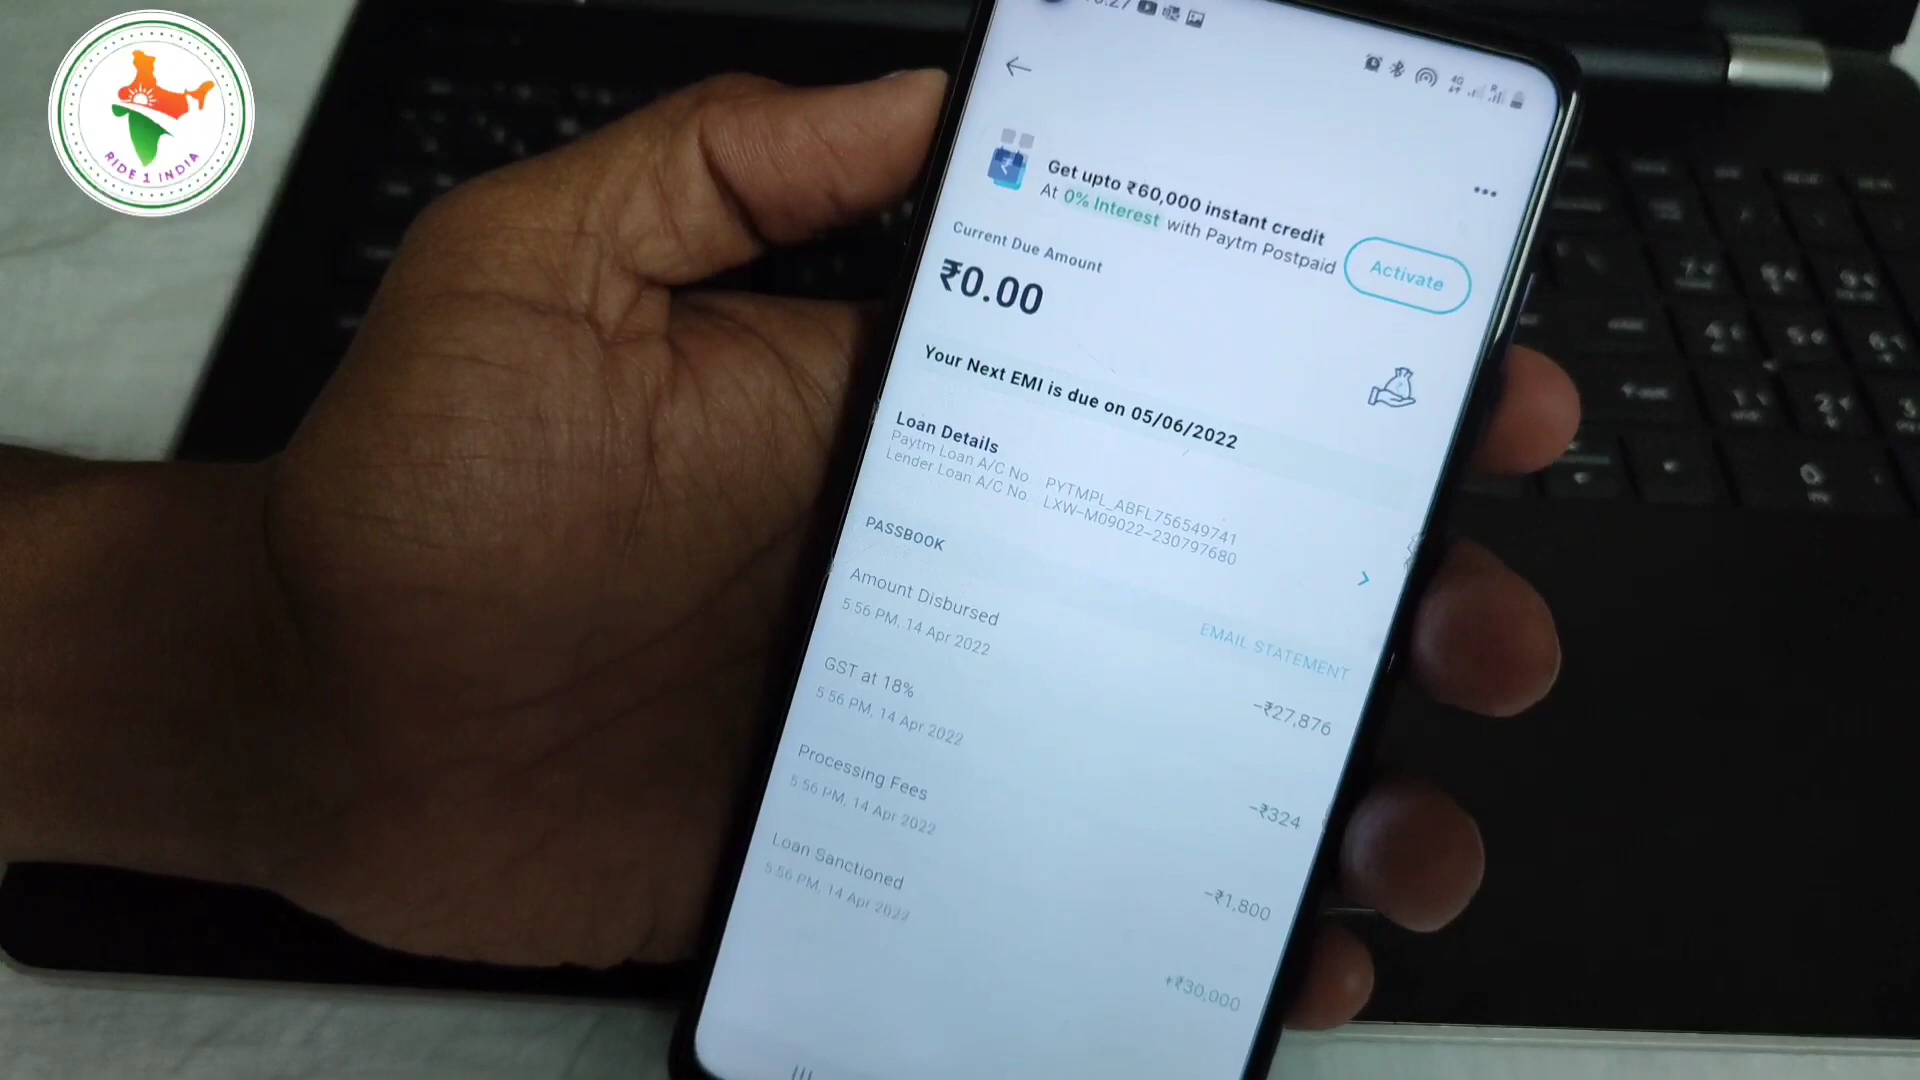 RIDE 1 INDIA
Get upto ₹60,000 instant credit
At 0% Interest with Paytm Postpaid
Activate
Current Due Amount
₹0.00
Your Next EMI is due on 05/06/2022
Loan Details
Paytm Loan A/C No : PYTMPL_ABFL756549741
Lender Loan A/C No : LXW-M09022-230797680
PASSBOOK
EMAIL STATEMENT
Amount Disbursed
5:56 PM, 14 Apr 2022
-₹27,876
GST at 18%
5:56 PM, 14 Apr 2022
-₹324
Processing Fees
5:56 PM, 14 Apr 2022
-₹1,800
Loan Sanctioned
5:56 PM, 14 Apr 2022
+₹30,000